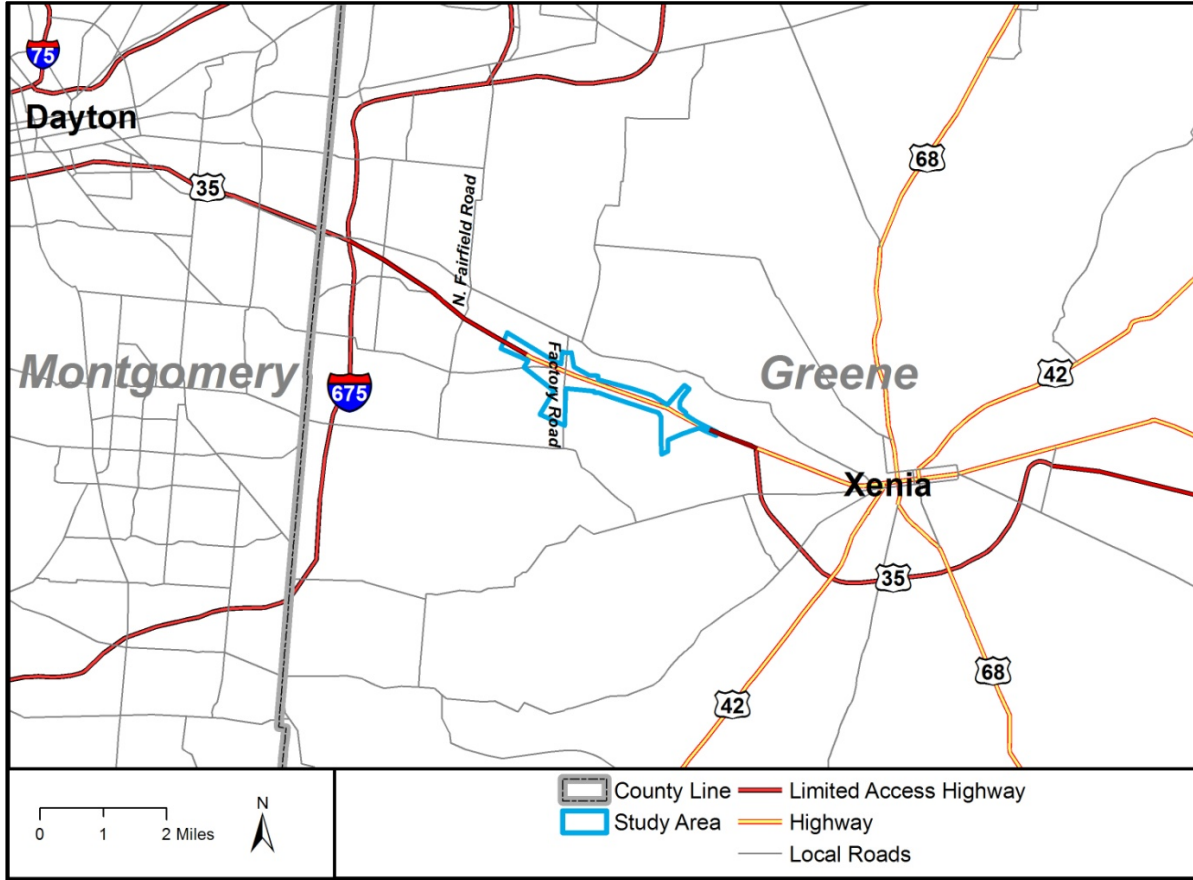 75
Dayton
68
35
N. Fairfield Road
Montgomery
675
Factory Road
Greene
42
Xenia
35
68
42
0 1 2 Miles
N
County Line
Study Area
Limited Access Highway
Highway
Local Roads